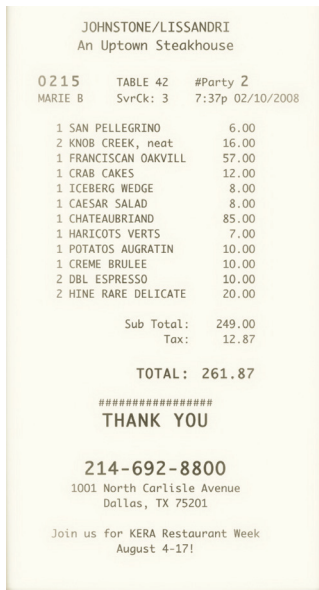 JOHNSTONE/LISSANDRI
An Uptown Steakhouse
0215 TABLE 42 #Party 2
MARIE B SvrCk: 3 7:37p 02/10/2008
1 SAN PELLEGRINO 6.00
2 KNOB CREEK, neat 16.00
1 FRANCISCAN OAKVILL 57.00
1 CRAB CAKES 12.00
1 ICEBERG WEDGE 8.00
1 CAESAR SALAD 8.00
1 CHATEAUBRIAND 85.00
1 HARICOTS VERTS 7.00
1 POTATOS AUGRATIN 10.00
1 CREME BRULEE 10.00
2 DBL ESPRESSO 10.00
2 HINE RARE DELICATE 20.00
Sub Total: 249.00
Tax: 12.87
TOTAL: 261.87
#################
THANK YOU
214-692-8800
1001 North Carlisle Avenue
Dallas, TX 75201
Join us for KERA Restaurant Week
August 4-17!